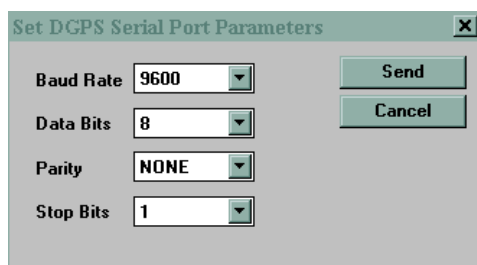 Set DGPS Serial Port Parameters
Baud Rate 9600
Send
Data Bits 8
Cancel
Parity NONE
Stop Bits 1